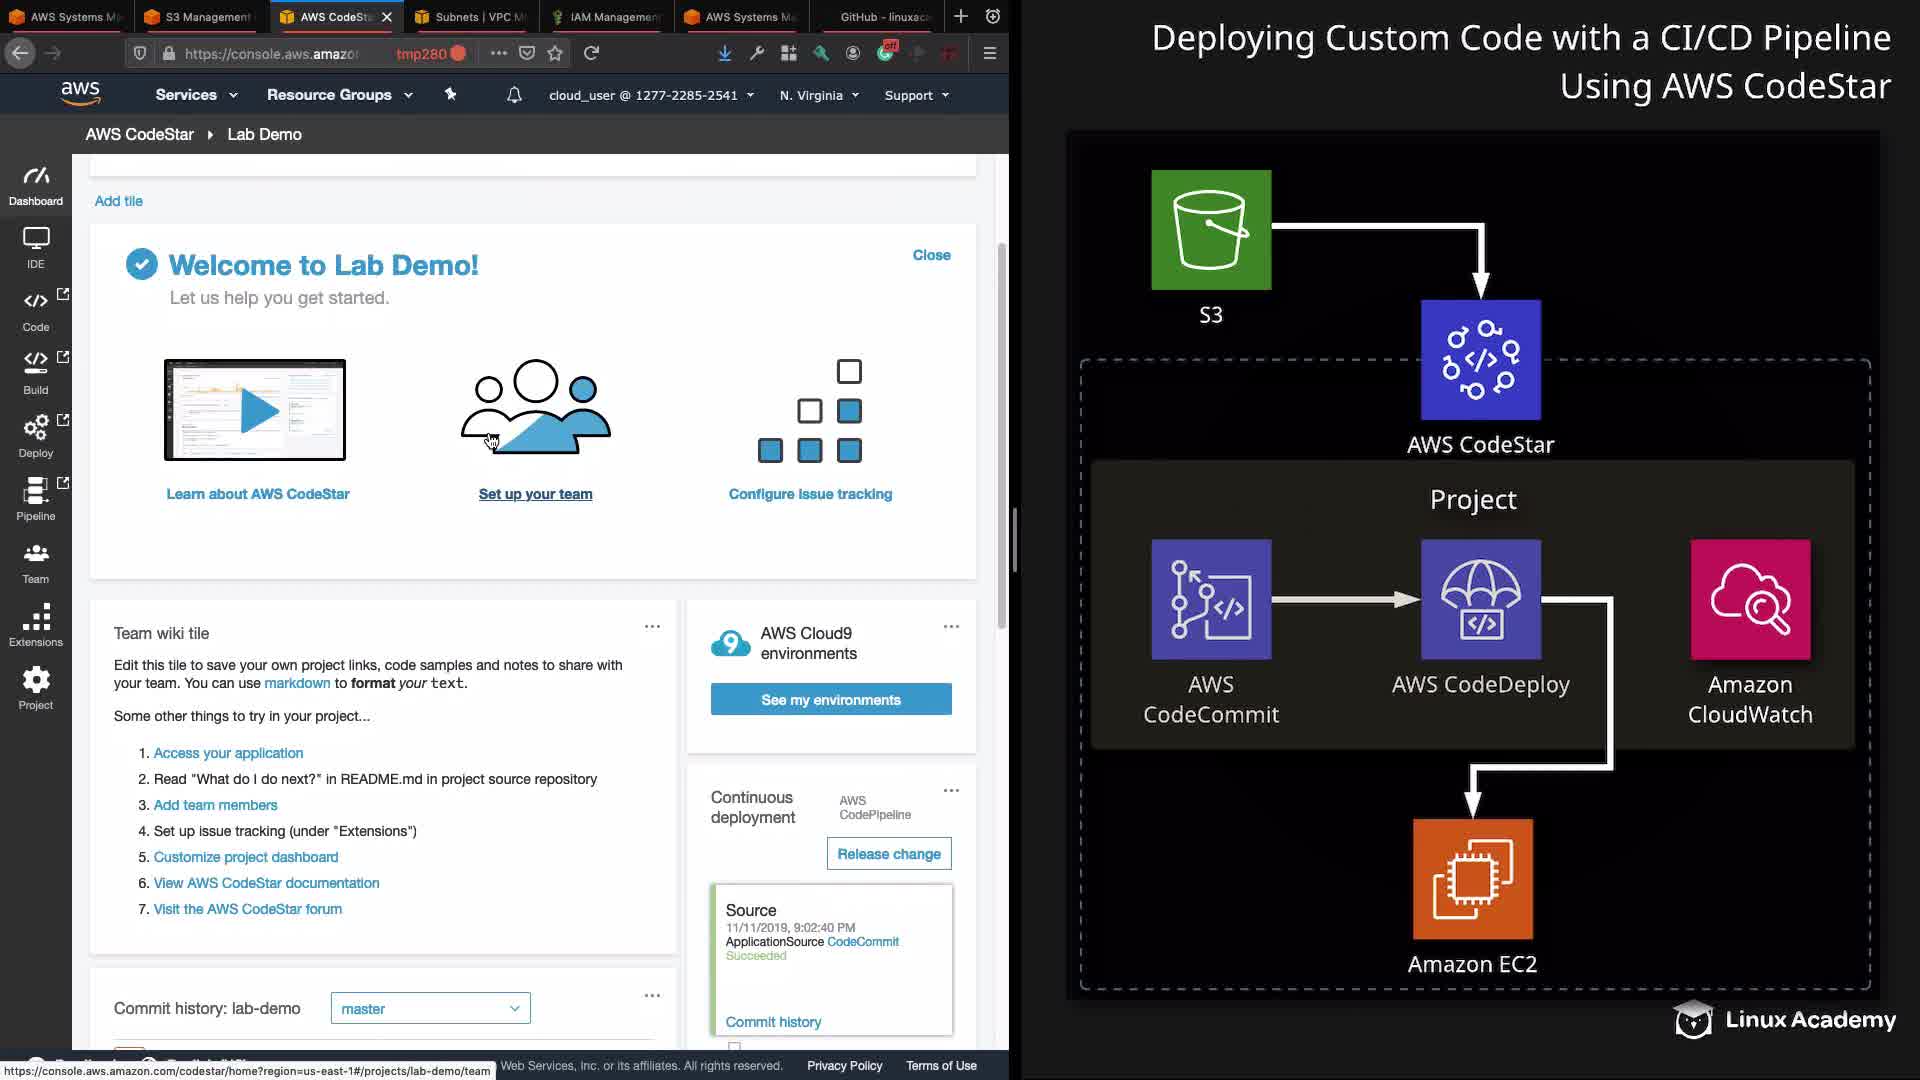 AWS Systems M
S3 Management
AWS CodeSta
Subnets | VPC M
IAM Managemen
AWS Systems Ma
GitHub - linuxaca
https://console.aws.amazo
tmp280
off
aws
Services
Resource Groups
cloud_user @ 1277-2285-2541
N. Virginia
Support
AWS CodeStar
Lab Demo
Dashboard
IDE
Code
Build
Deploy
Pipeline
Team
Extensions
Project
Add tile
Welcome to Lab Demo!
Close
Let us help you get started.
Learn about AWS CodeStar
Set up your team
Configure issue tracking
Team wiki tile
Edit this tile to save your own project links, code samples and notes to share with
your team. You can use markdown to format your text.
Some other things to try in your project...
1. Access your application
2. Read "What do I do next?" in README.md in project source repository
3. Add team members
4. Set up issue tracking (under "Extensions")
5. Customize project dashboard
6. View AWS CodeStar documentation
7. Visit the AWS CodeStar forum
9
AWS Cloud9
environments
See my environments
Continuous
deployment
AWS
CodePipeline
Release change
Source
11/11/2019, 9:02:40 PM
ApplicationSource CodeCommit
Succeeded
Commit history
Commit history: lab-demo
master
https://console.aws.amazon.com/codestar/home?region=us-east-1#/projects/lab-demo/team
Web Services, Inc. or its affiliates. All rights reserved.
Privacy Policy
Terms of Use
Deploying Custom Code with a CI/CD Pipeline
Using AWS CodeStar
S3
AWS CodeStar
Project
AWS
CodeCommit
AWS CodeDeploy
Amazon
CloudWatch
Amazon EC2
Linux Academy